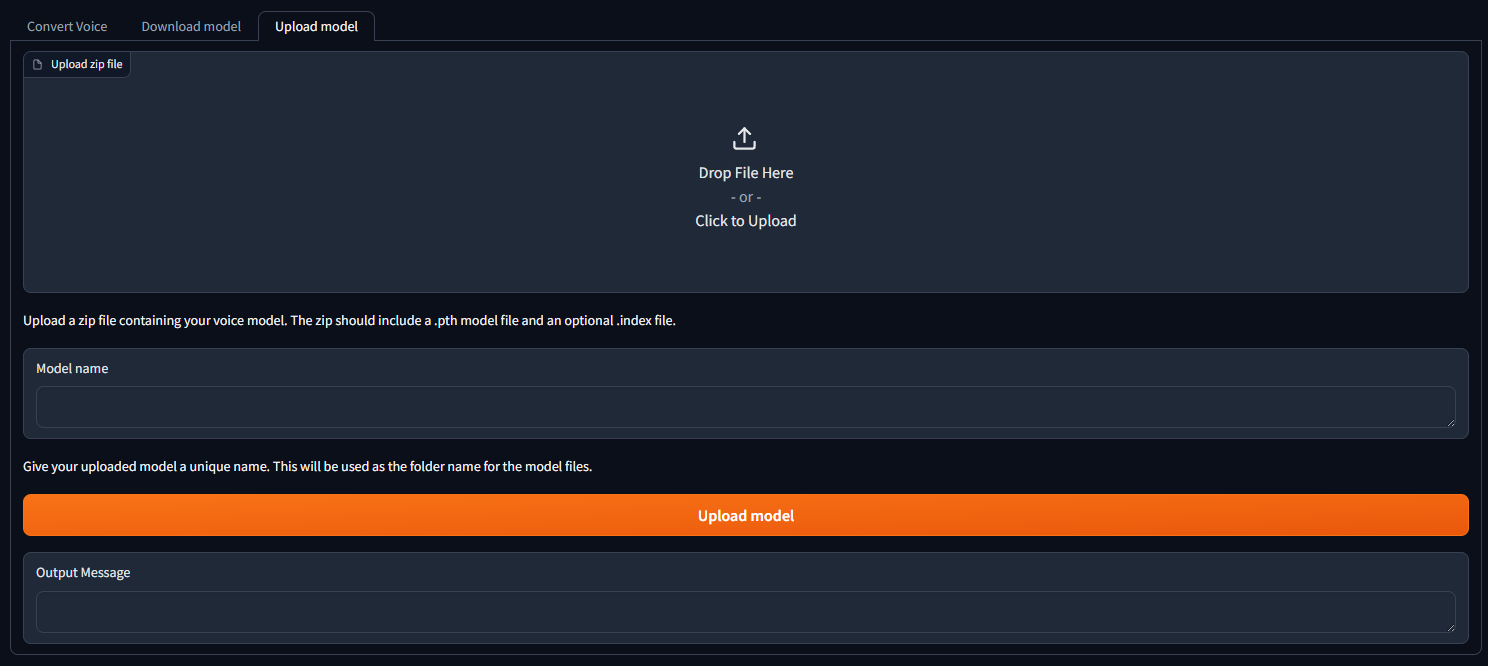 Convert Voice
Download model
Upload model
Upload zip file
Drop File Here
- or -
Click to Upload
Upload a zip file containing your voice model. The zip should include a .pth model file and an optional .index file.
Model name
Give your uploaded model a unique name. This will be used as the folder name for the model files.
Upload model
Output Message